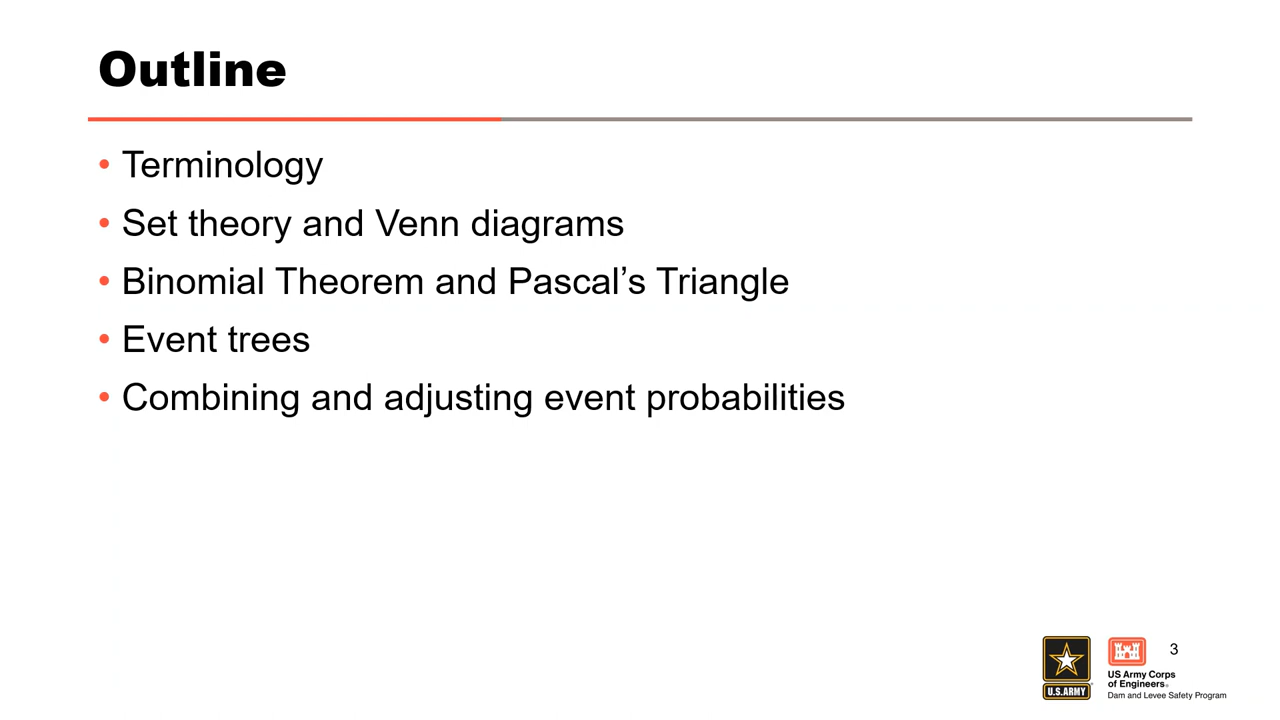 Outline
• Terminology
• Set theory and Venn diagrams
• Binomial Theorem and Pascal’s Triangle
• Event trees
• Combining and adjusting event probabilities
3
U.S.ARMY
US Army Corps
of Engineers®
Dam and Levee Safety Program